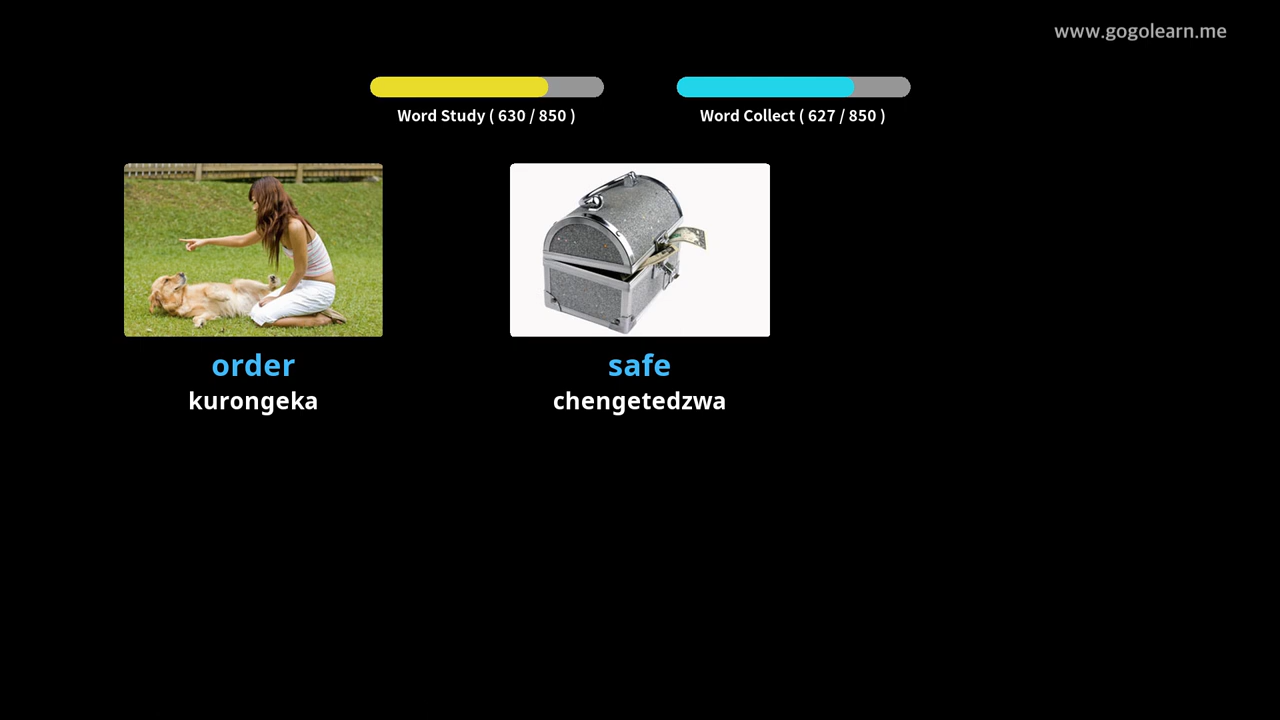 www.gogolearn.me
Word Study ( 630 / 850 )
Word Collect ( 627 / 850 )
order
kurongeka
safe
chengetedzwa